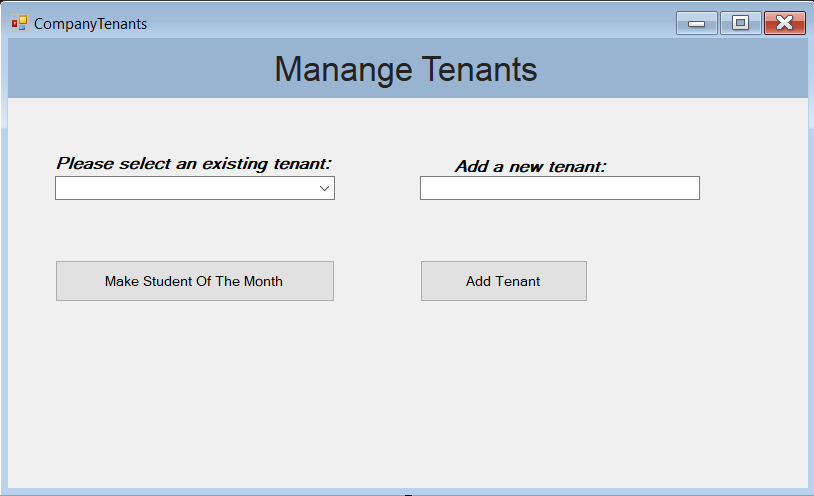 CompanyTenants
Manange Tenants
Please select an existing tenant:
Add a new tenant:
Make Student Of The Month
Add Tenant